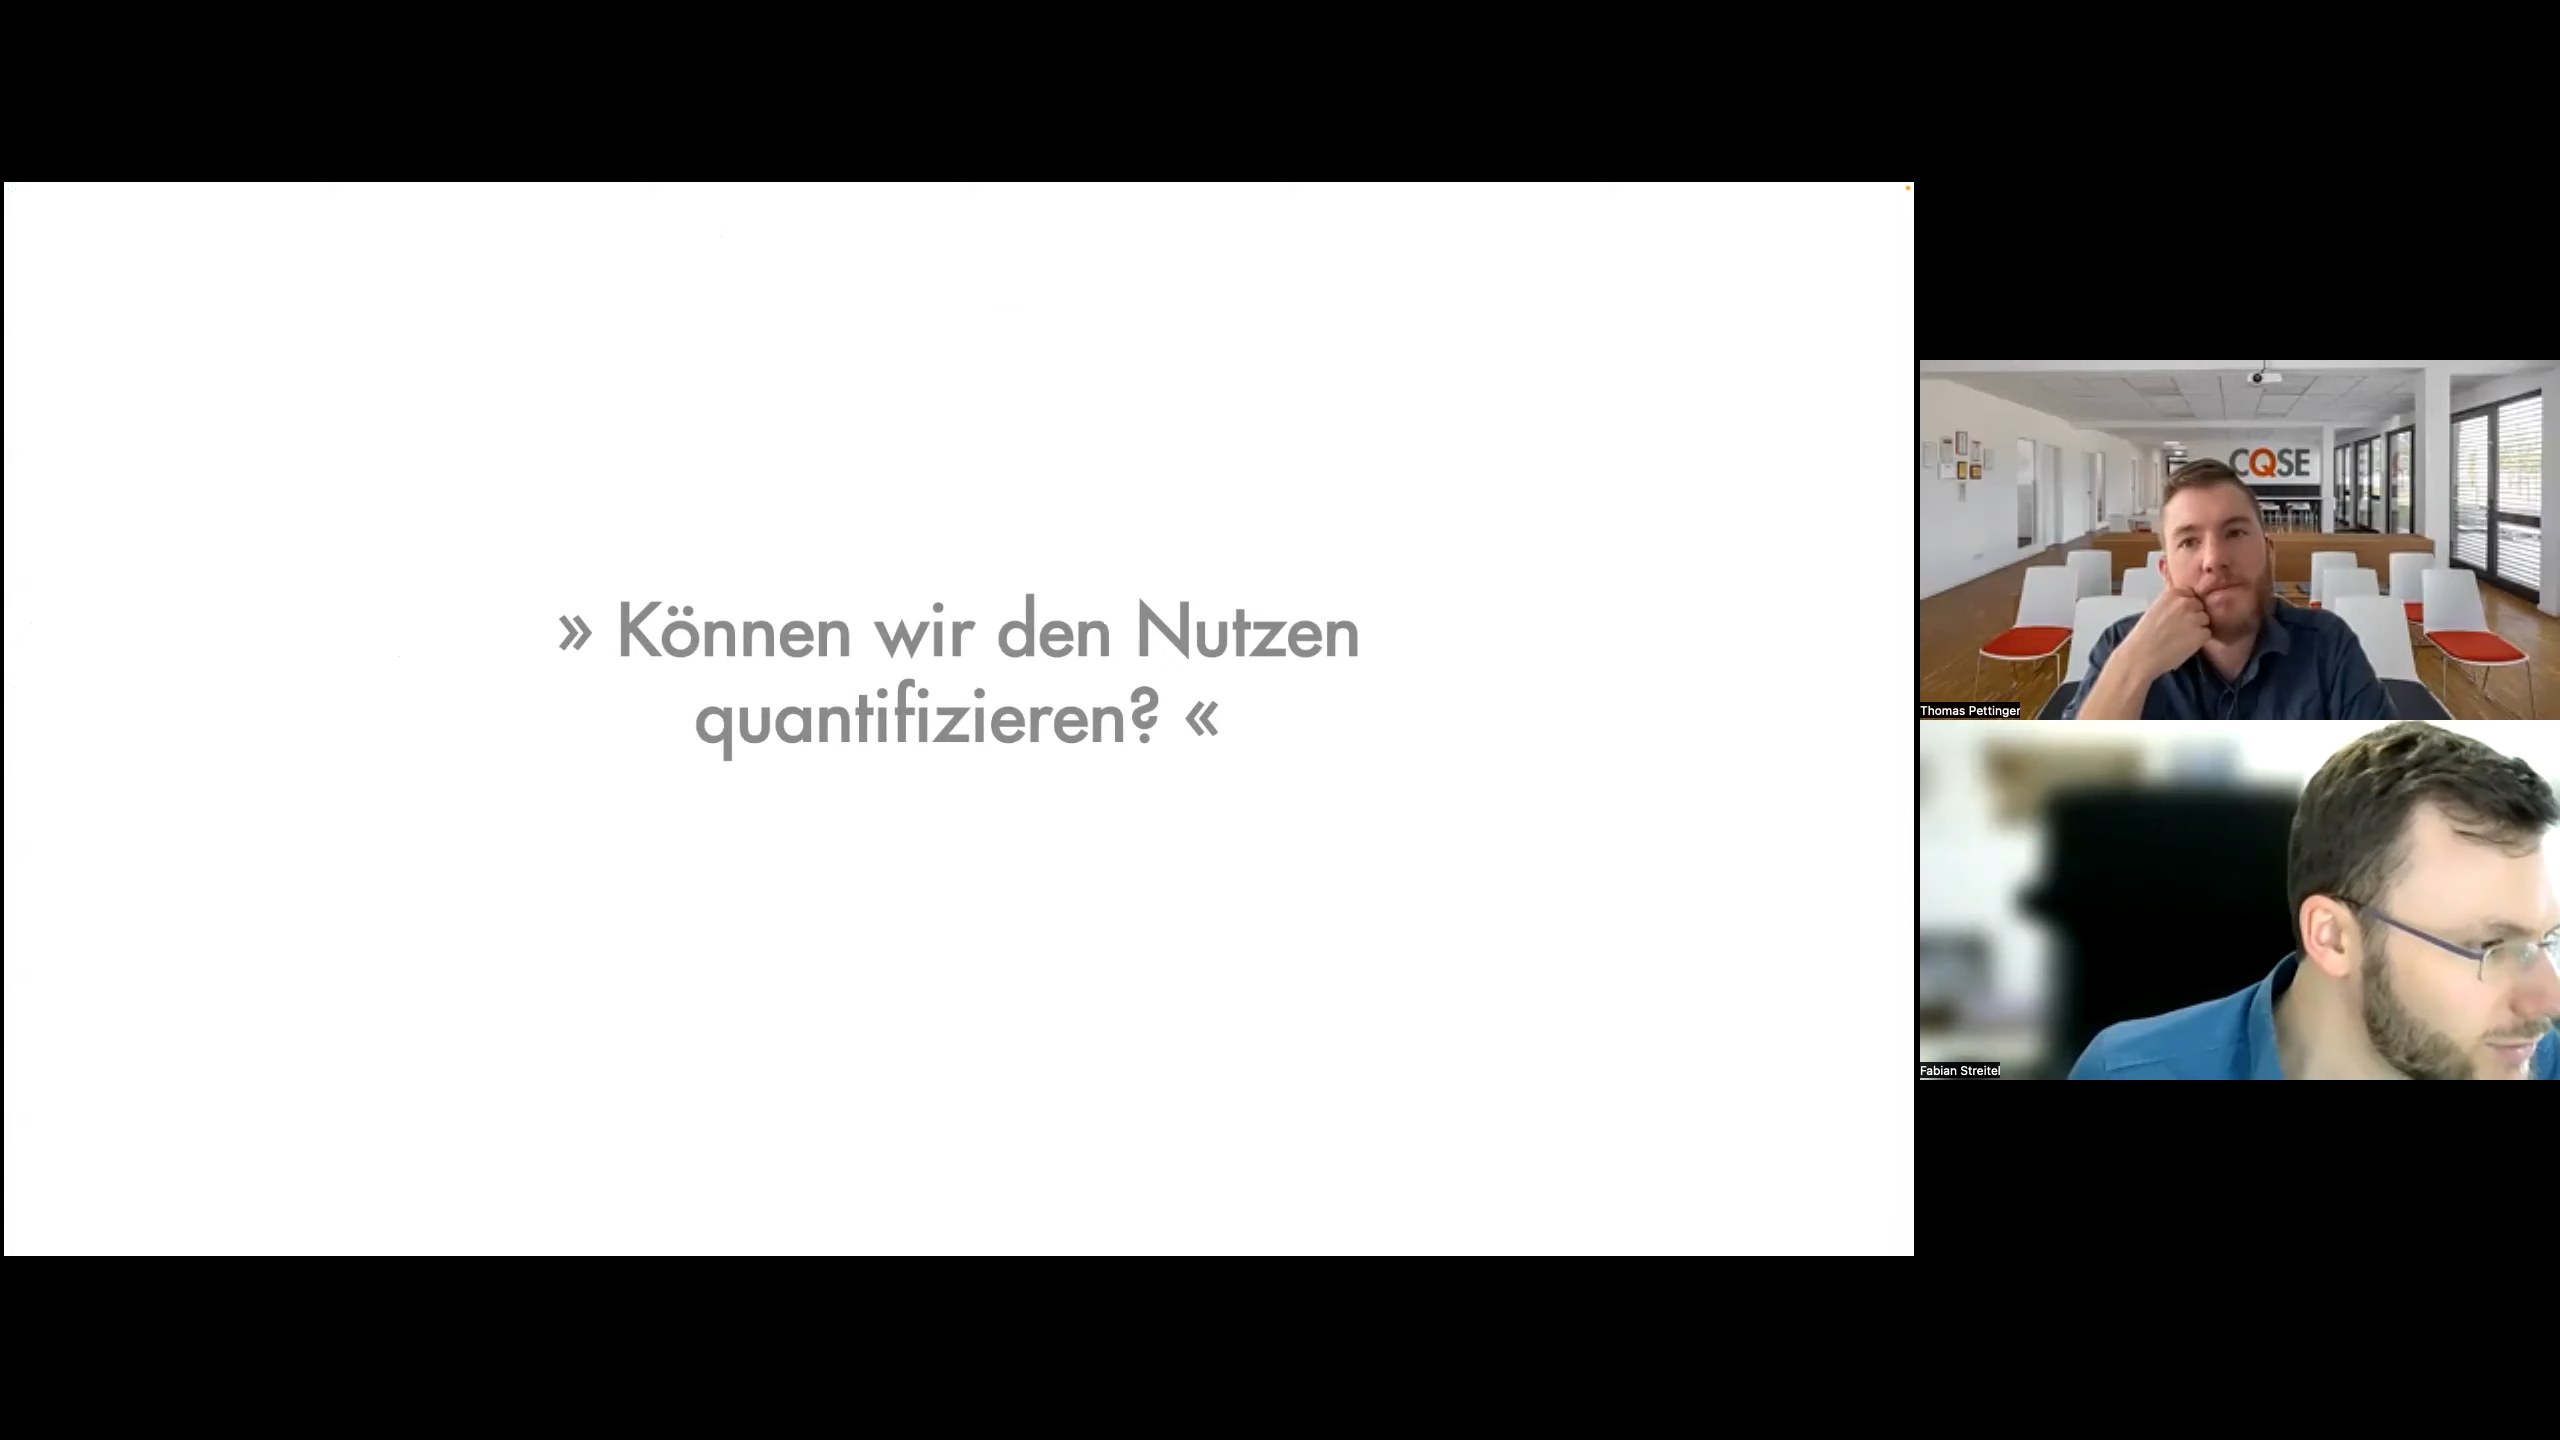 » Können wir den Nutzen
quantifizieren? «
CQSE
Thomas Pettinger
Fabian Streitel